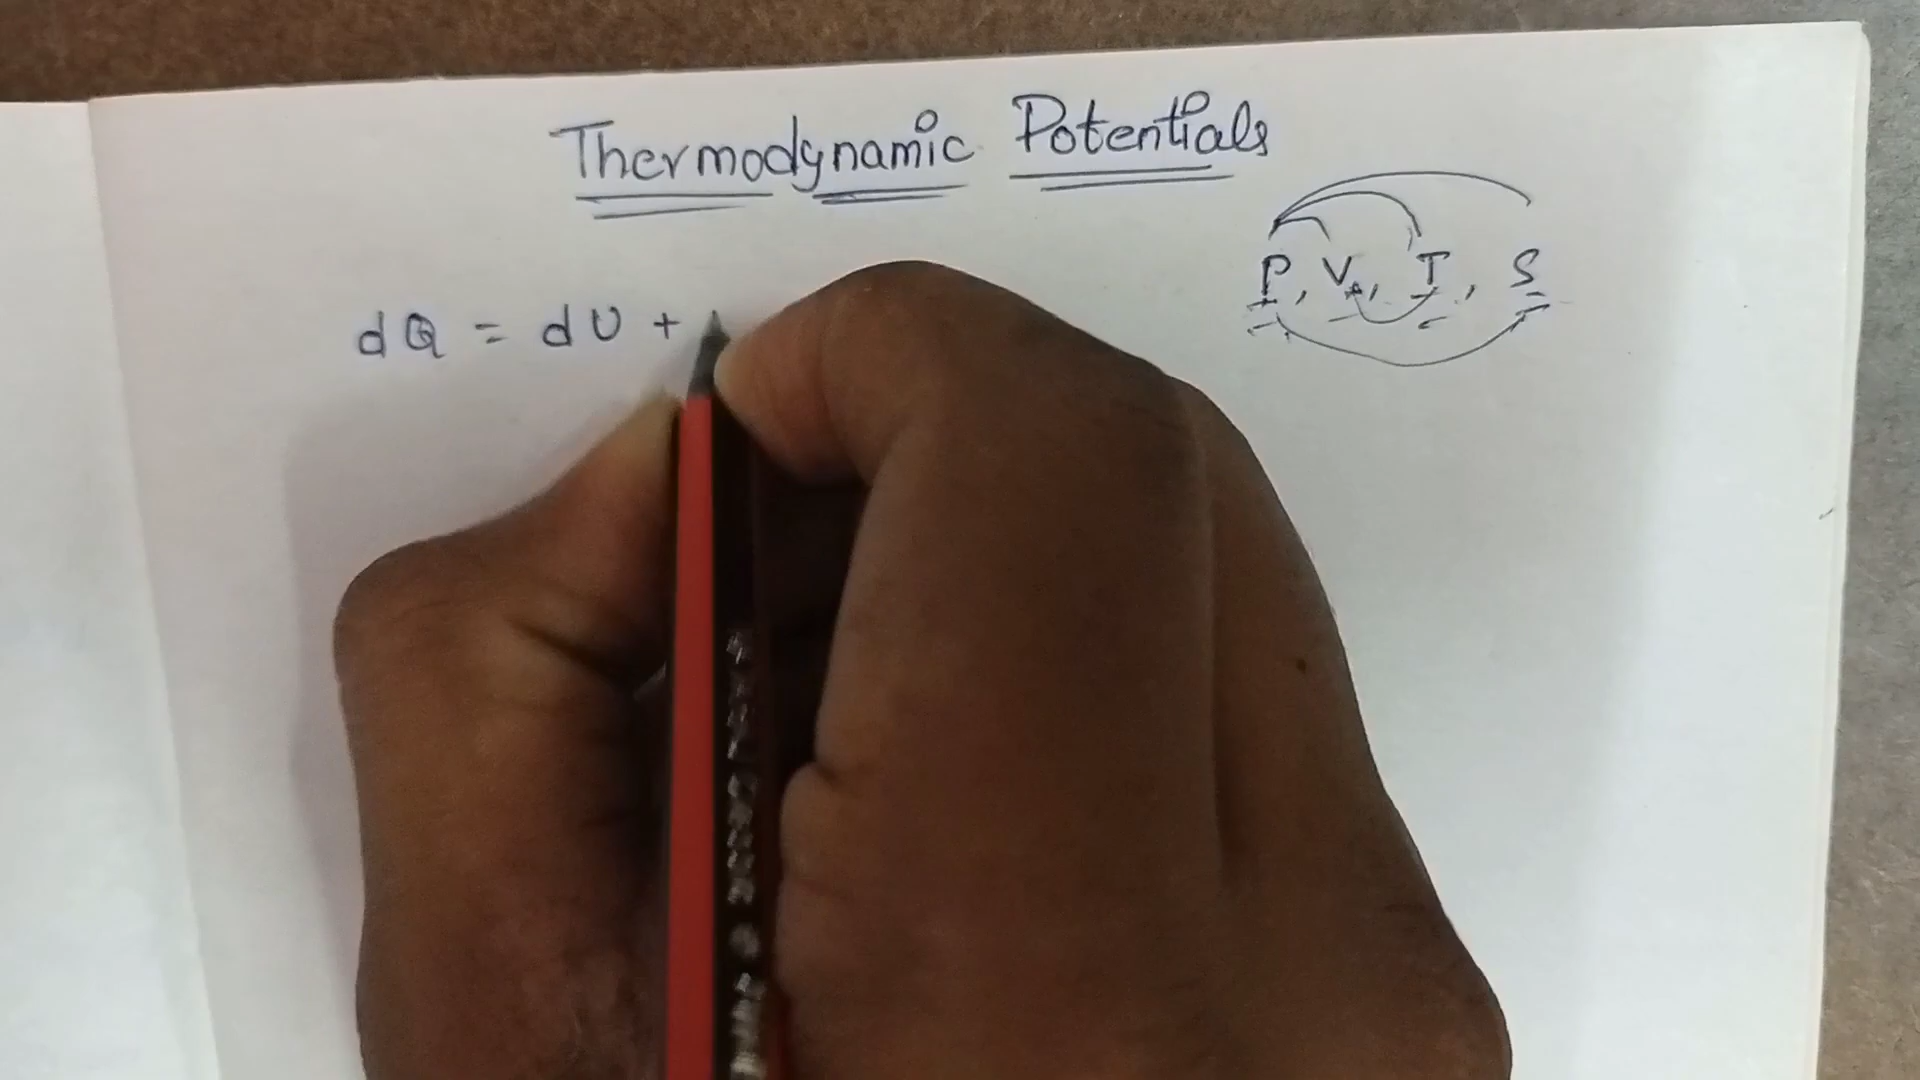 Thermodynamic Potentials
P, V, T, S
dQ = dU +